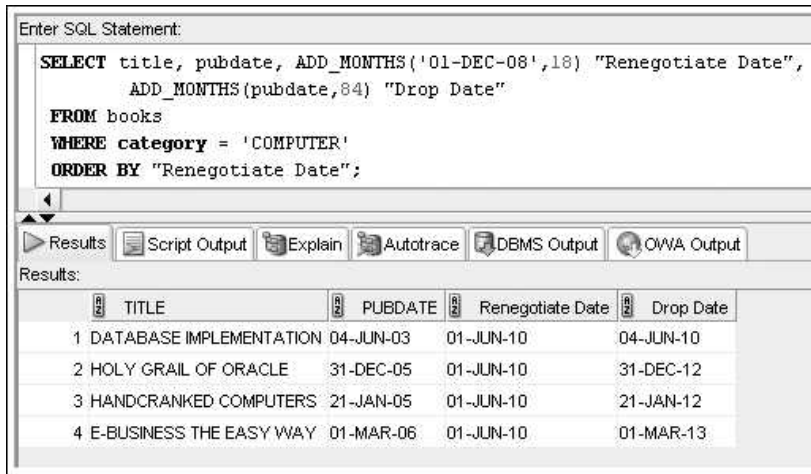 Enter SQL Statement:
SELECT title, pubdate, ADD_MONTHS('01-DEC-08',18) "Renegotiate Date",
ADD_MONTHS(pubdate,84) "Drop Date"
FROM books
WHERE category = 'COMPUTER'
ORDER BY "Renegotiate Date";
Results Script Output Explain Autotrace DBMS Output OWA Output
Results:
TITLE PUBDATE Renegotiate Date Drop Date
1 DATABASE IMPLEMENTATION 04-JUN-03 01-JUN-10 04-JUN-10
2 HOLY GRAIL OF ORACLE 31-DEC-05 01-JUN-10 31-DEC-12
3 HANDCRANKED COMPUTERS 21-JAN-05 01-JUN-10 21-JAN-12
4 E-BUSINESS THE EASY WAY 01-MAR-06 01-JUN-10 01-MAR-13